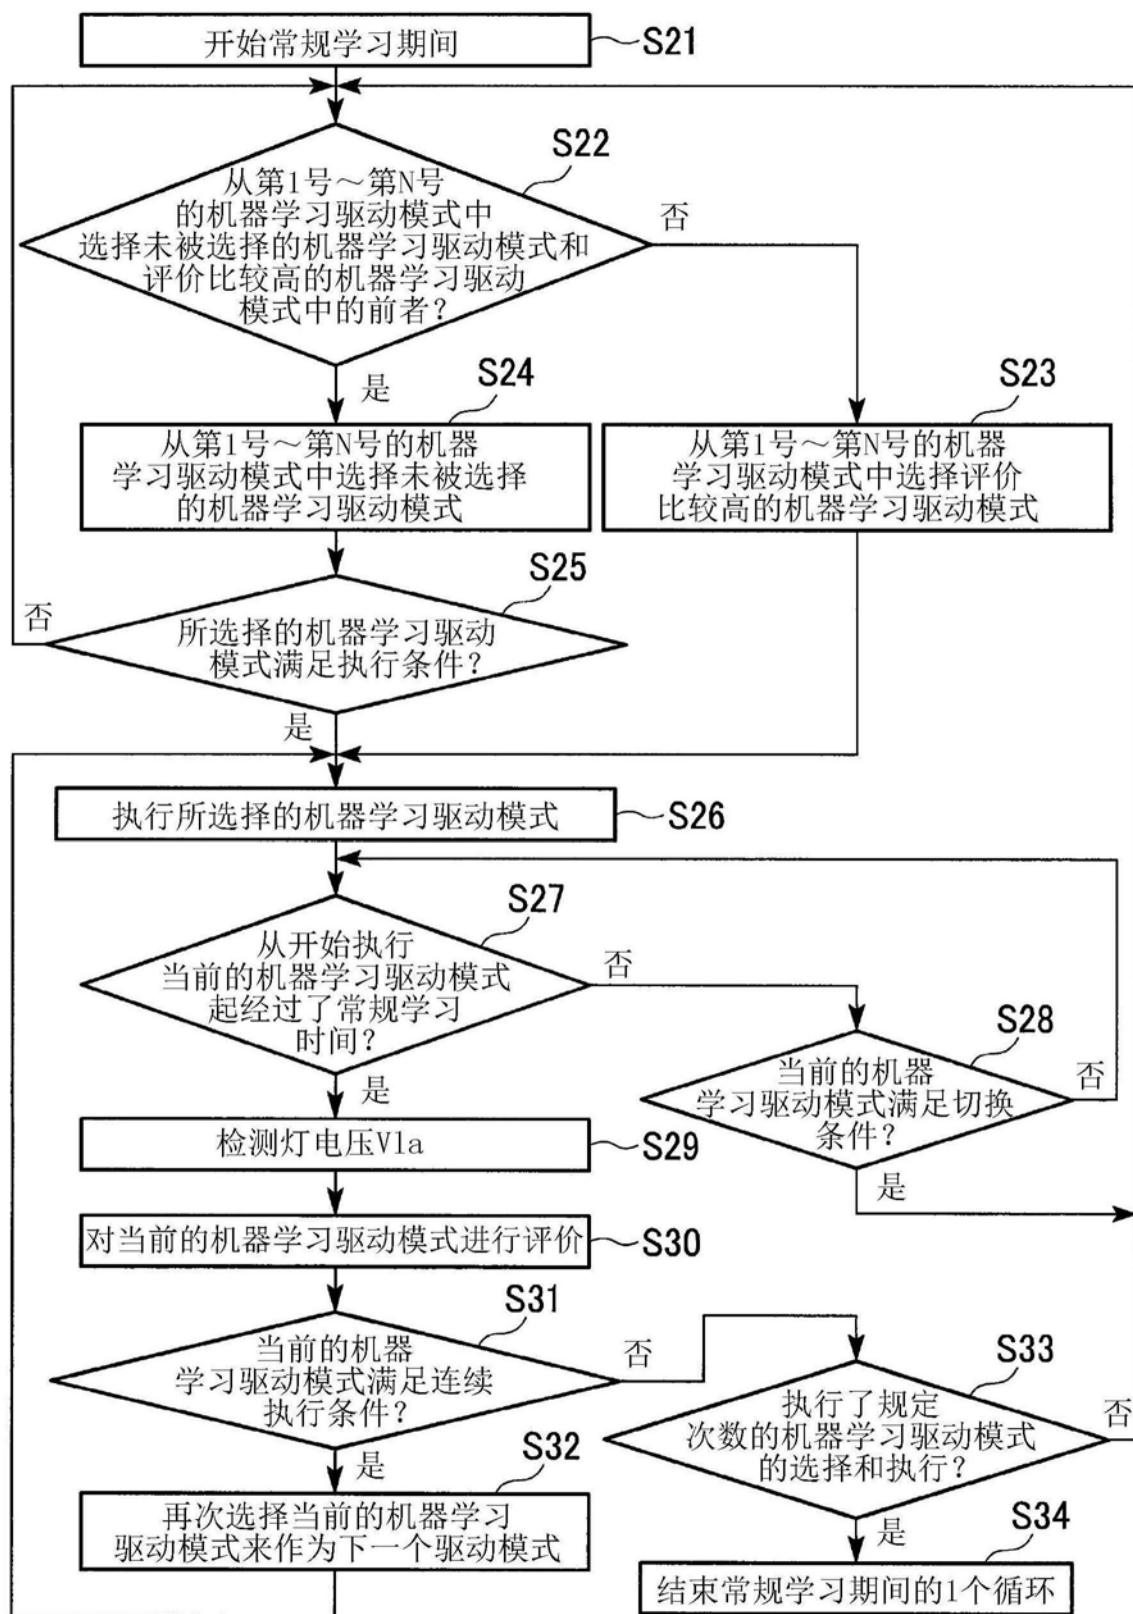 开始常规学习期间
S21
S22
从第1号～第N号
的机器学习驱动模式中
选择未被选择的机器学习驱动模式和
评价比较高的机器学习驱动
模式中的前者？
否
是
S24
从第1号～第N号的机器
学习驱动模式中选择未被选择
的机器学习驱动模式
S23
从第1号～第N号的机器
学习驱动模式中选择评价
比较高的机器学习驱动模式
S25
否
所选择的机器学习驱动
模式满足执行条件？
是
执行所选择的机器学习驱动模式
S26
S27
从开始执行
当前的机器学习驱动模式
起经过了常规学习
时间？
否
是
S28
当前的机器
学习驱动模式满足切换
条件？
否
是
检测灯电压Vla
S29
对当前的机器学习驱动模式进行评价
S30
S31
当前的机器
学习驱动模式满足连续
执行条件？
否
是
S33
执行了规定
次数的机器学习驱动模式
的选择和执行？
否
是
S32
再次选择当前的机器学习
驱动模式来作为下一个驱动模式
S34
结束常规学习期间的1个循环